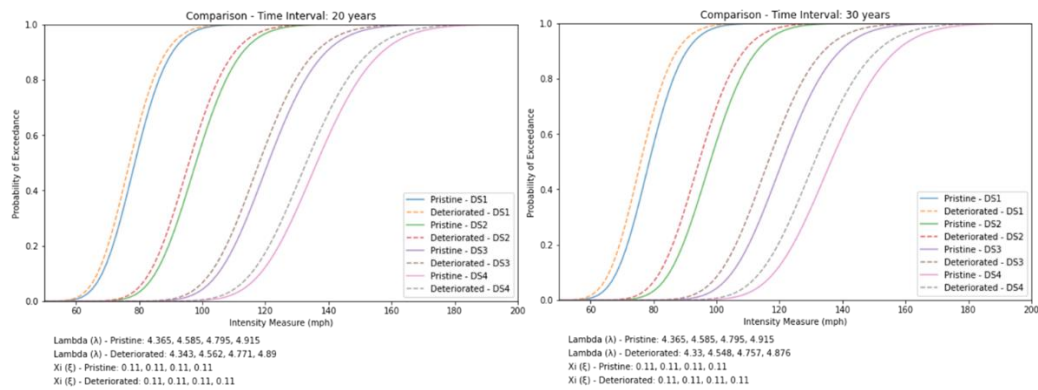 Comparison - Time Interval: 20 years
Probability of Exceedance
1.0
0.8
0.6
0.4
0.2
0.0
60
80
100
120
140
160
180
200
Intensity Measure (mph)
Pristine - DS1
Deteriorated - DS1
Pristine - DS2
Deteriorated - DS2
Pristine - DS3
Deteriorated - DS3
Pristine - DS4
Deteriorated - DS4
Lambda (λ) - Pristine: 4.365, 4.585, 4.795, 4.915
Lambda (λ) - Deteriorated: 4.343, 4.562, 4.771, 4.89
Xi (ξ) - Pristine: 0.11, 0.11, 0.11, 0.11
Xi (ξ) - Deteriorated: 0.11, 0.11, 0.11, 0.11
Comparison - Time Interval: 30 years
Probability of Exceedance
1.0
0.8
0.6
0.4
0.2
0.0
60
80
100
120
140
160
180
200
Intensity Measure (mph)
Pristine - DS1
Deteriorated - DS1
Pristine - DS2
Deteriorated - DS2
Pristine - DS3
Deteriorated - DS3
Pristine - DS4
Deteriorated - DS4
Lambda (λ) - Pristine: 4.365, 4.585, 4.795, 4.915
Lambda (λ) - Deteriorated: 4.33, 4.548, 4.757, 4.876
Xi (ξ) - Pristine: 0.11, 0.11, 0.11, 0.11
Xi (ξ) - Deteriorated: 0.11, 0.11, 0.11, 0.11